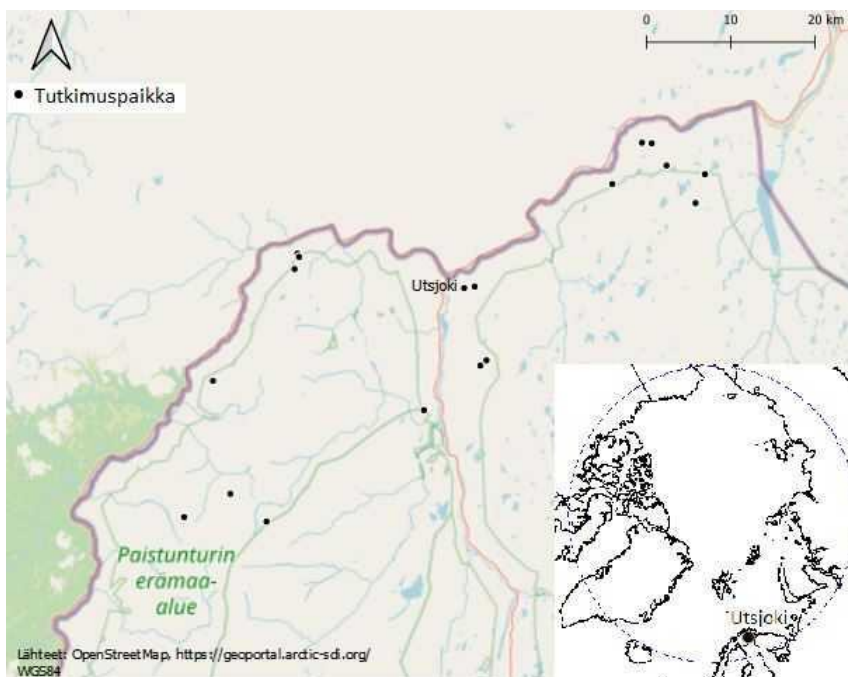 0 10 20 km
Tutkimuspaikka
Utsjoki
Paistunturin
erämaa-
alue
Utsjoki
Lähteet: OpenStreetMap, https://geoportal.arctic-sdi.org/
WGS84